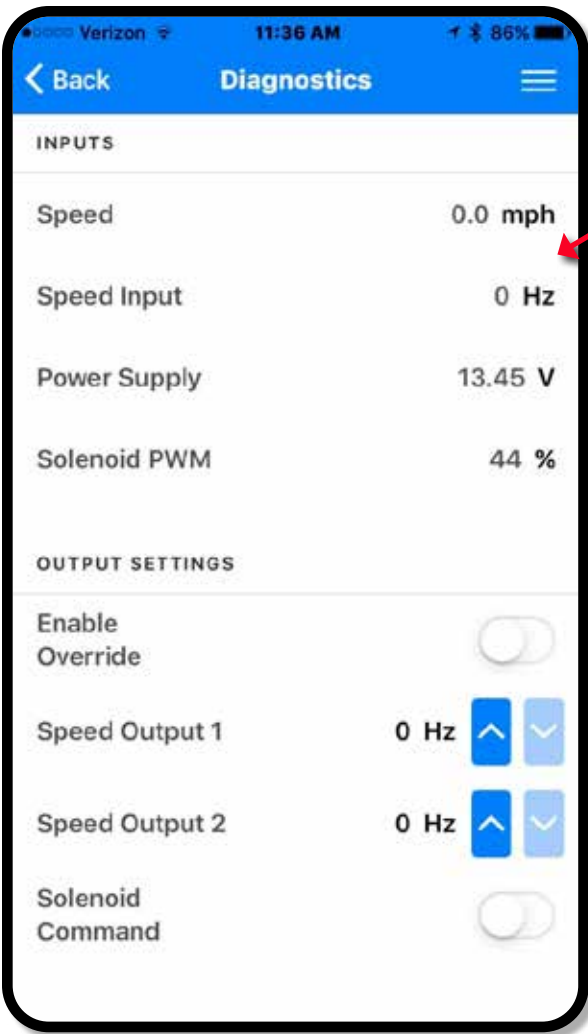 Verizon 11:36 AM 86%
Back Diagnostics
INPUTS
Speed 0.0 mph
Speed Input 0 Hz
Power Supply 13.45 V
Solenoid PWM 44 %
OUTPUT SETTINGS
Enable
Override
Speed Output 1 0 Hz
Speed Output 2 0 Hz
Solenoid
Command